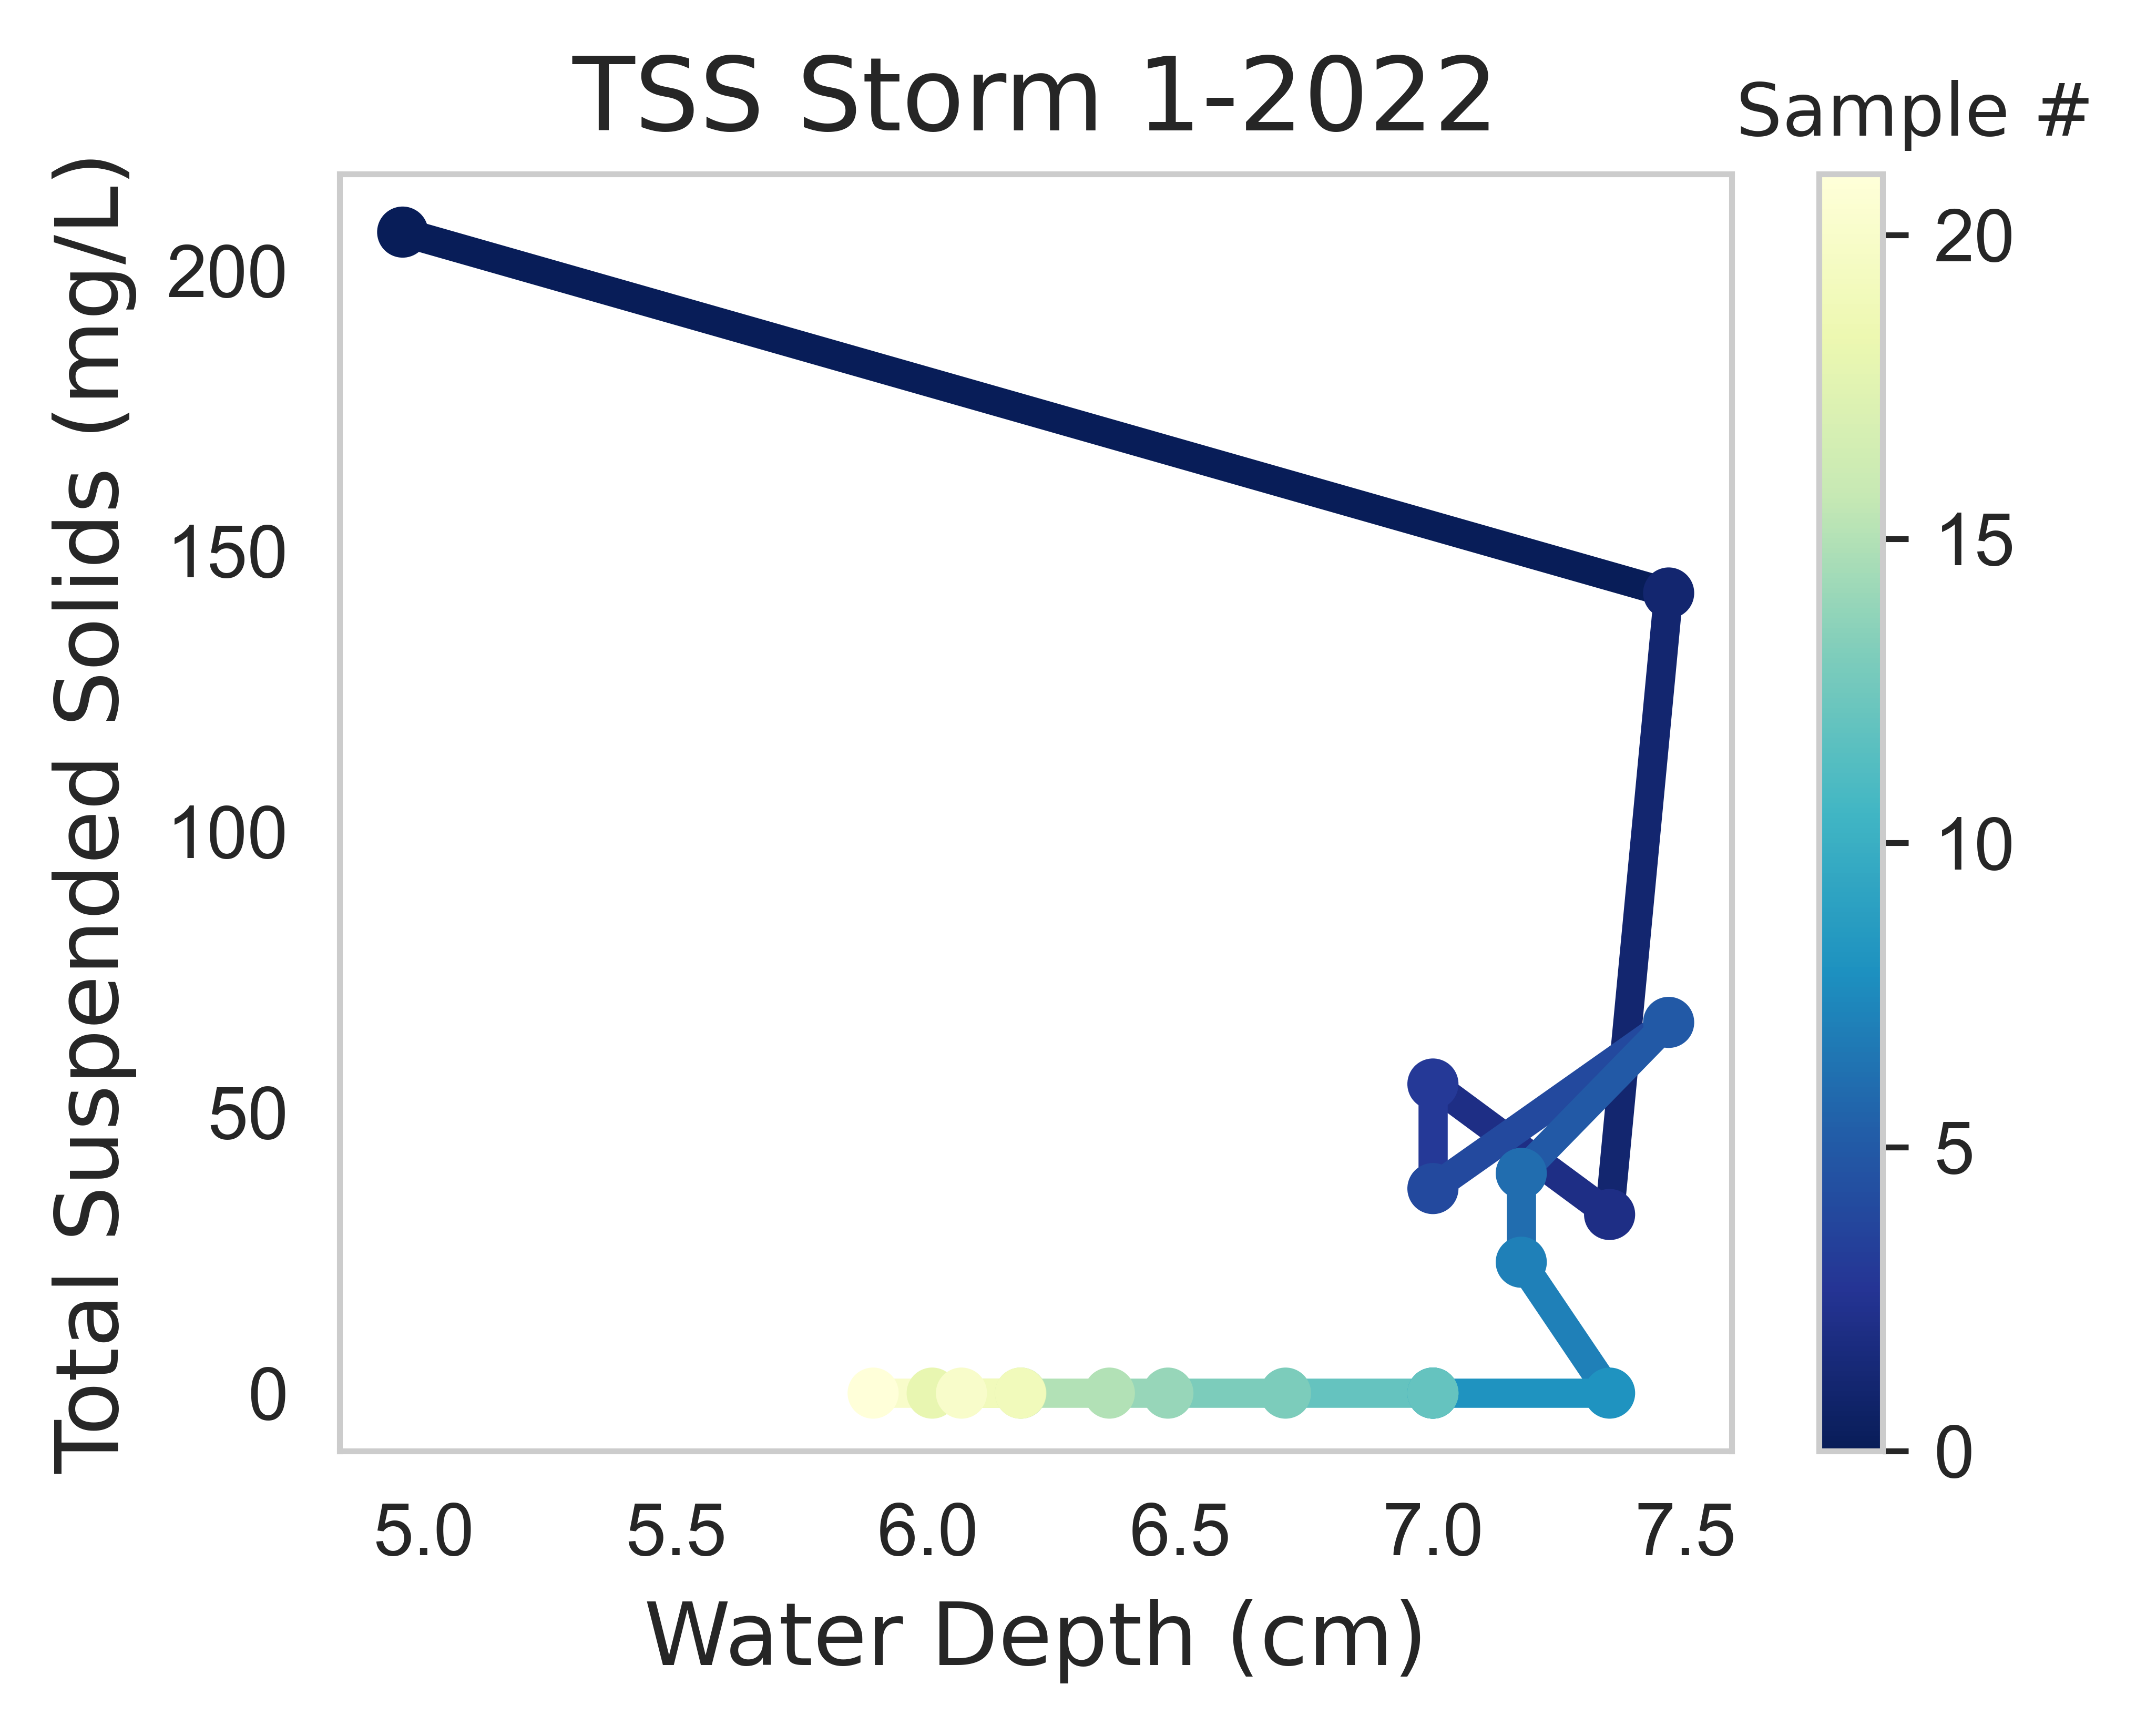 TSS Storm 1-2022
Sample #
Total Suspended Solids (mg/L)
200
150
100
50
0
5.0 5.5 6.0 6.5 7.0 7.5
Water Depth (cm)
20
15
10
5
0